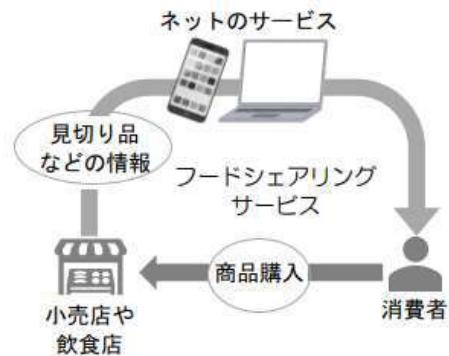 ネットのサービス
見切り品
などの情報
フードシェアリング
サービス
商品購入
小売店や
飲食店
消費者